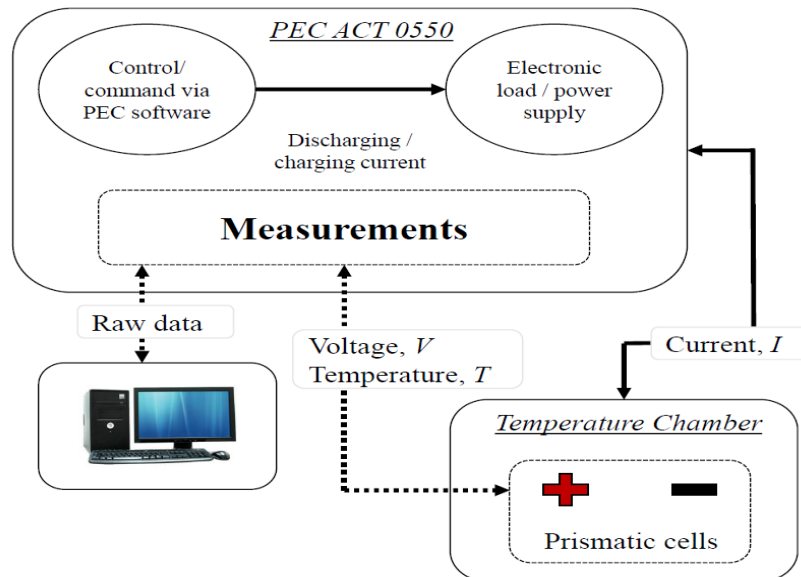 PEC ACT 0550
Control/
command via
PEC software
Electronic
load / power
supply
Discharging /
charging current
Measurements
Raw data
Voltage, V
Temperature, T
Current, I
Temperature Chamber
Prismatic cells